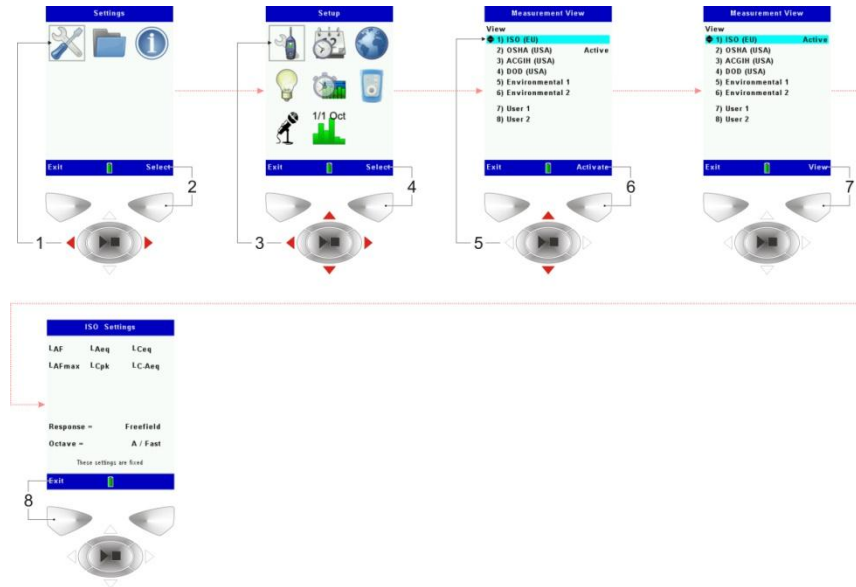 Settings
Exit Select
1
2
Setup
1/1 Oct
Exit Select
3
4
Measurement View
View
1) ISO (EU)
2) OSHA (USA) Active
3) ACGIH (USA)
4) DOD (USA)
5) Environmental 1
6) Environmental 2
7) User 1
8) User 2
Exit Activate
5
6
Measurement View
View
1) ISO (EU) Active
2) OSHA (USA)
3) ACGIH (USA)
4) DOD (USA)
5) Environmental 1
6) Environmental 2
7) User 1
8) User 2
Exit View
7
ISO Settings
LAF LAeq LCeq
LAFmax LCpk LC-Aeq
Response = Freefield
Octave = A / Fast
These settings are fixed
Exit
8